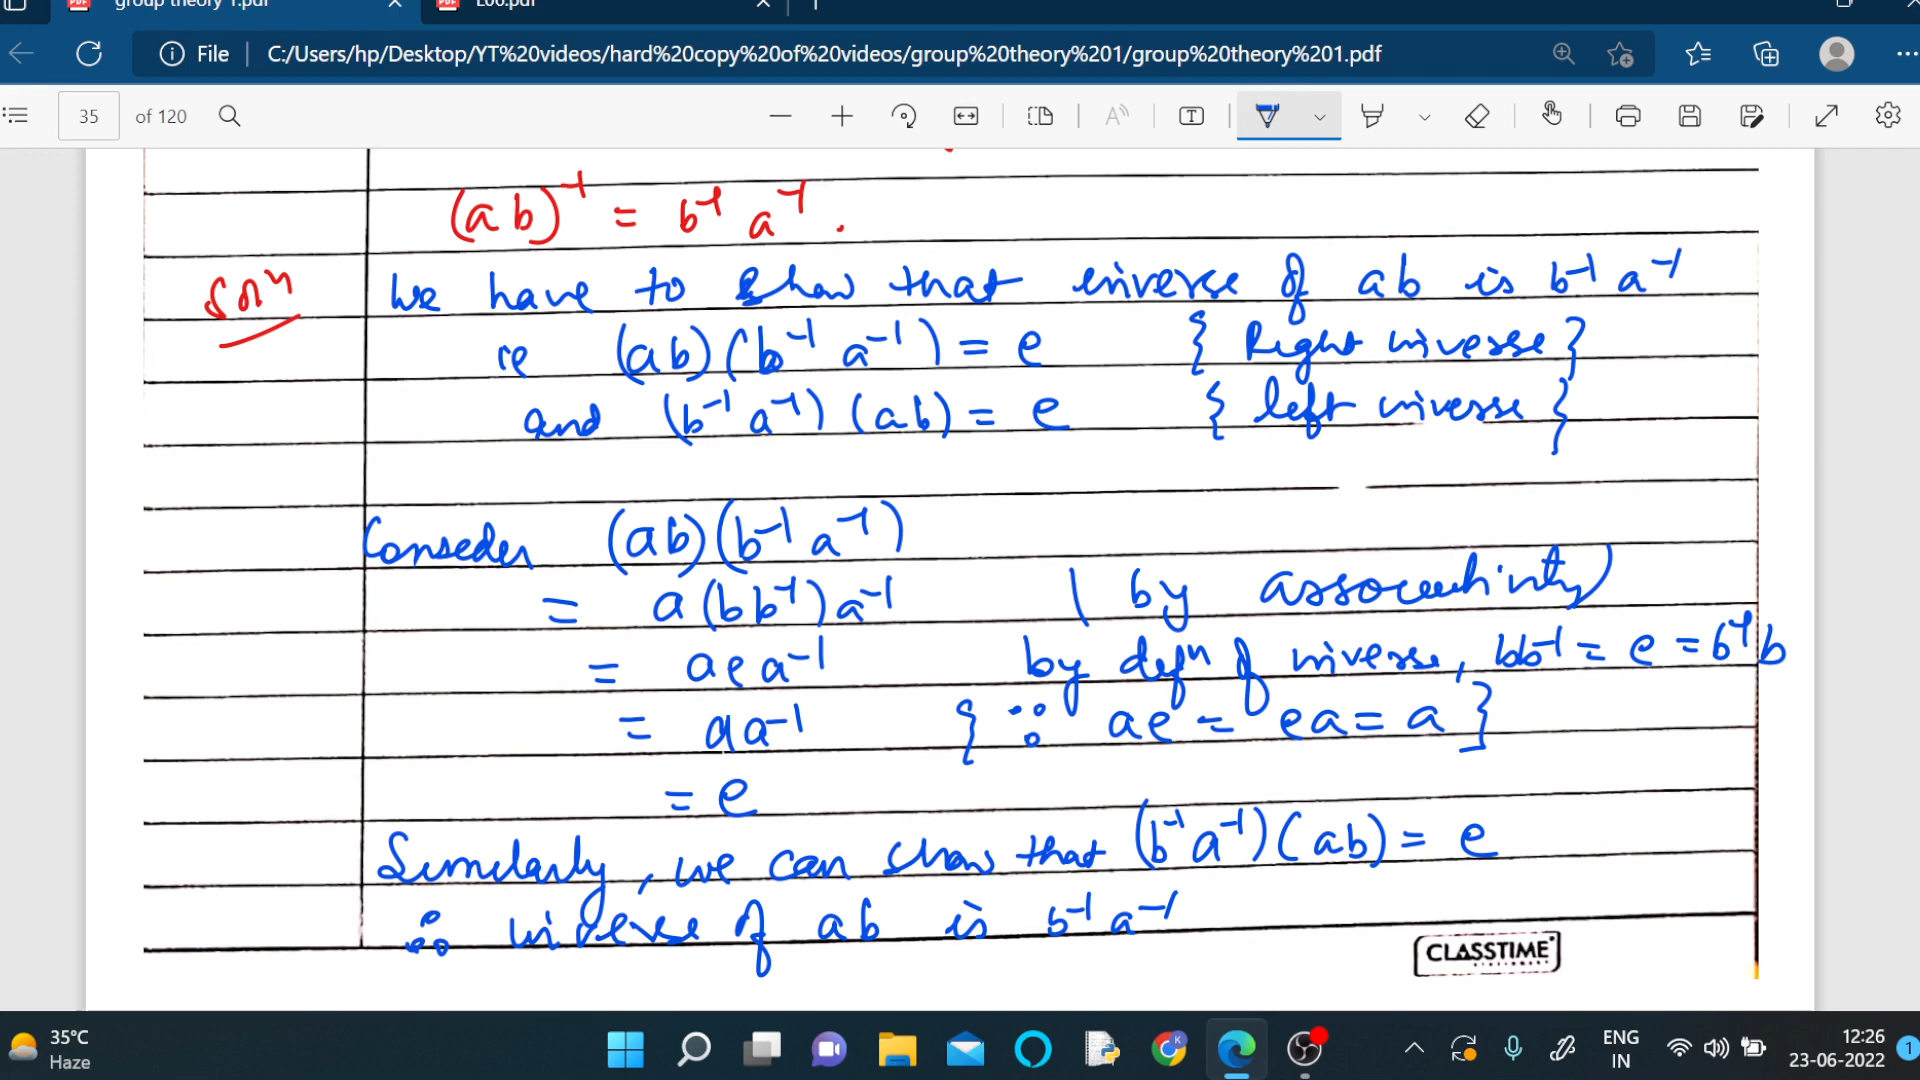 group theory 1.pdf
L06.pdf
File C:/Users/hp/Desktop/YT%20videos/hard%20copy%20of%20videos/group%20theory%201/group%20theory%201.pdf
35 of 120
(ab)⁻¹ = b⁻¹ a⁻¹ .
Solⁿ We have to show that inverse of ab is b⁻¹ a⁻¹
ie (ab)(b⁻¹ a⁻¹) = e { Right inverse }
and (b⁻¹ a⁻¹) (ab) = e { left inverse }
Consider (ab)(b⁻¹ a⁻¹)
= a (bb⁻¹) a⁻¹ ( by associativity)
= a e a⁻¹ by defⁿ of inverse, bb⁻¹ = e = b⁻¹b
= aa⁻¹ { ∵ ae = ea = a }
= e
Similarly, we can show that (b⁻¹a⁻¹)(ab) = e
∴ inverse of ab is b⁻¹ a⁻¹
CLASSTIME
35°C
Haze
ENG
IN
12:26
23-06-2022
1